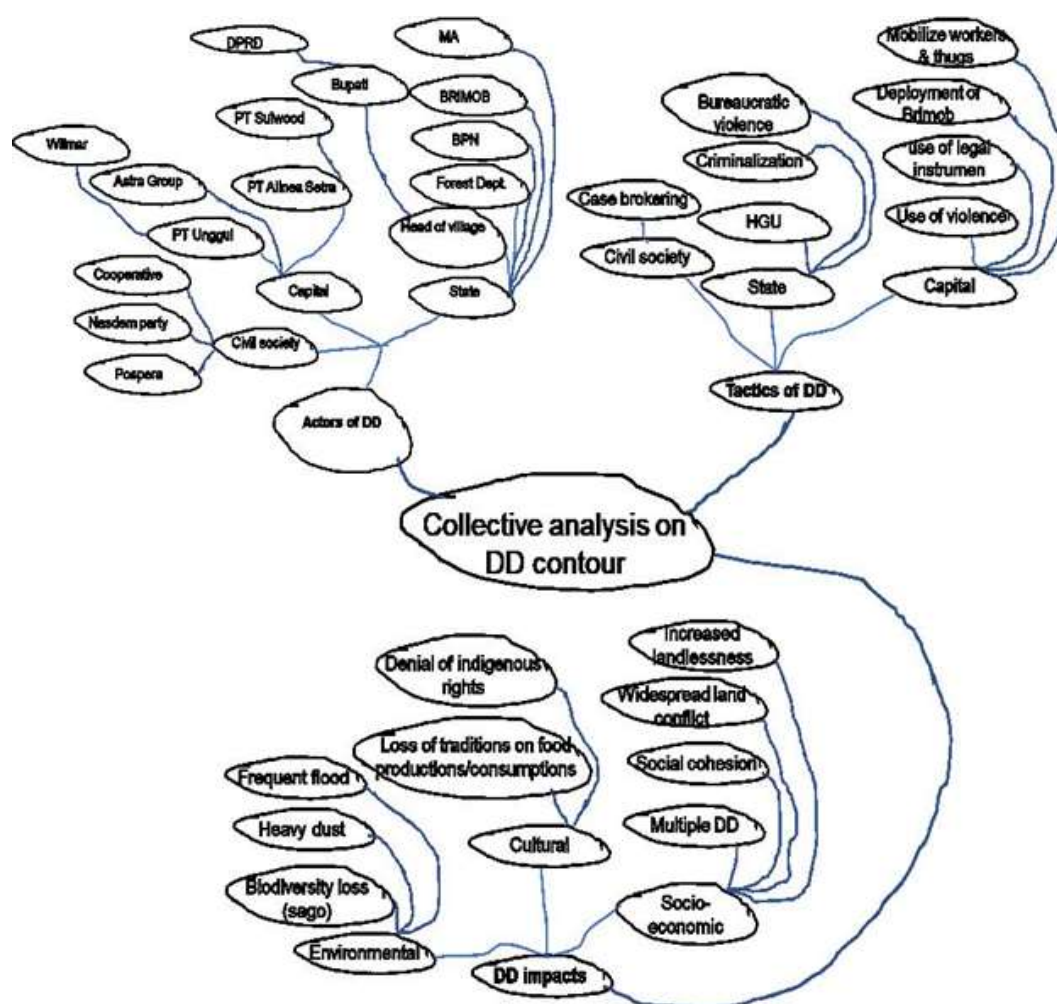 DPRD
MA
Bupati
BRIMOB
PT Sulwood
BPN
Wilmar
Astra Group
PT Allnea Setra
Forest Dept.
Head of village
PT Unggul
Cooperative
Capital
State
Nasdem party
Civil society
Pospera
Actors of DD
Mobilize workers
& thugs
Bureaucratic
violence
Deployment of
Brimob
Criminalization
use of legal
instrumen
Case brokering
HGU
Use of violence
Civil society
State
Capital
Tactics of DD
Collective analysis on
DD contour
Increased
landlessness
Denial of indigenous
rights
Widespread land
conflict
Loss of traditions on food
productions/consumptions
Social cohesion
Frequent flood
Heavy dust
Multiple DD
Cultural
Biodiversity loss
(sago)
Socio-
economic
Environmental
DD impacts